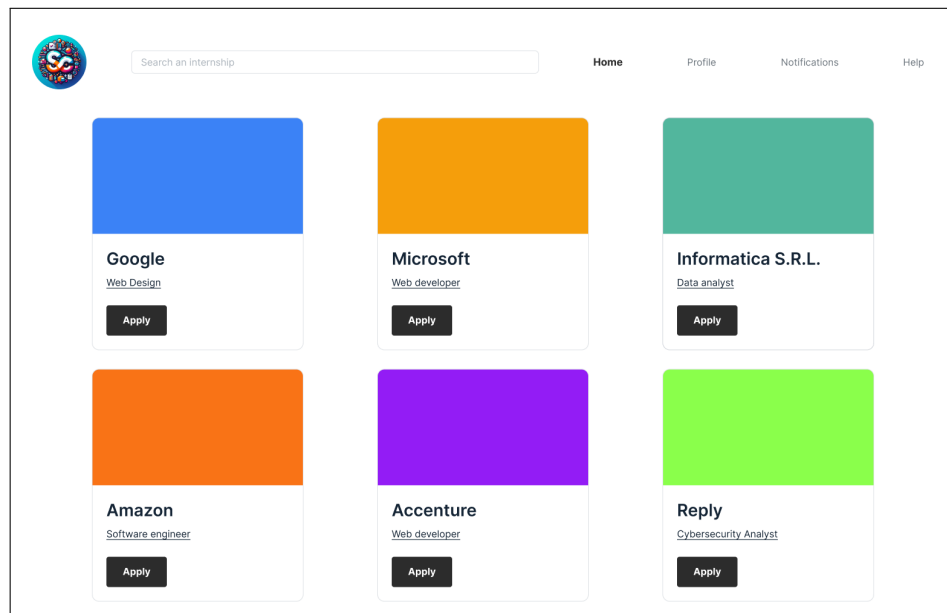 SC
Search an internship
Home
Profile
Notifications
Help
Google
Web Design
Apply
Microsoft
Web developer
Apply
Informatica S.R.L.
Data analyst
Apply
Amazon
Software engineer
Apply
Accenture
Web developer
Apply
Reply
Cybersecurity Analyst
Apply